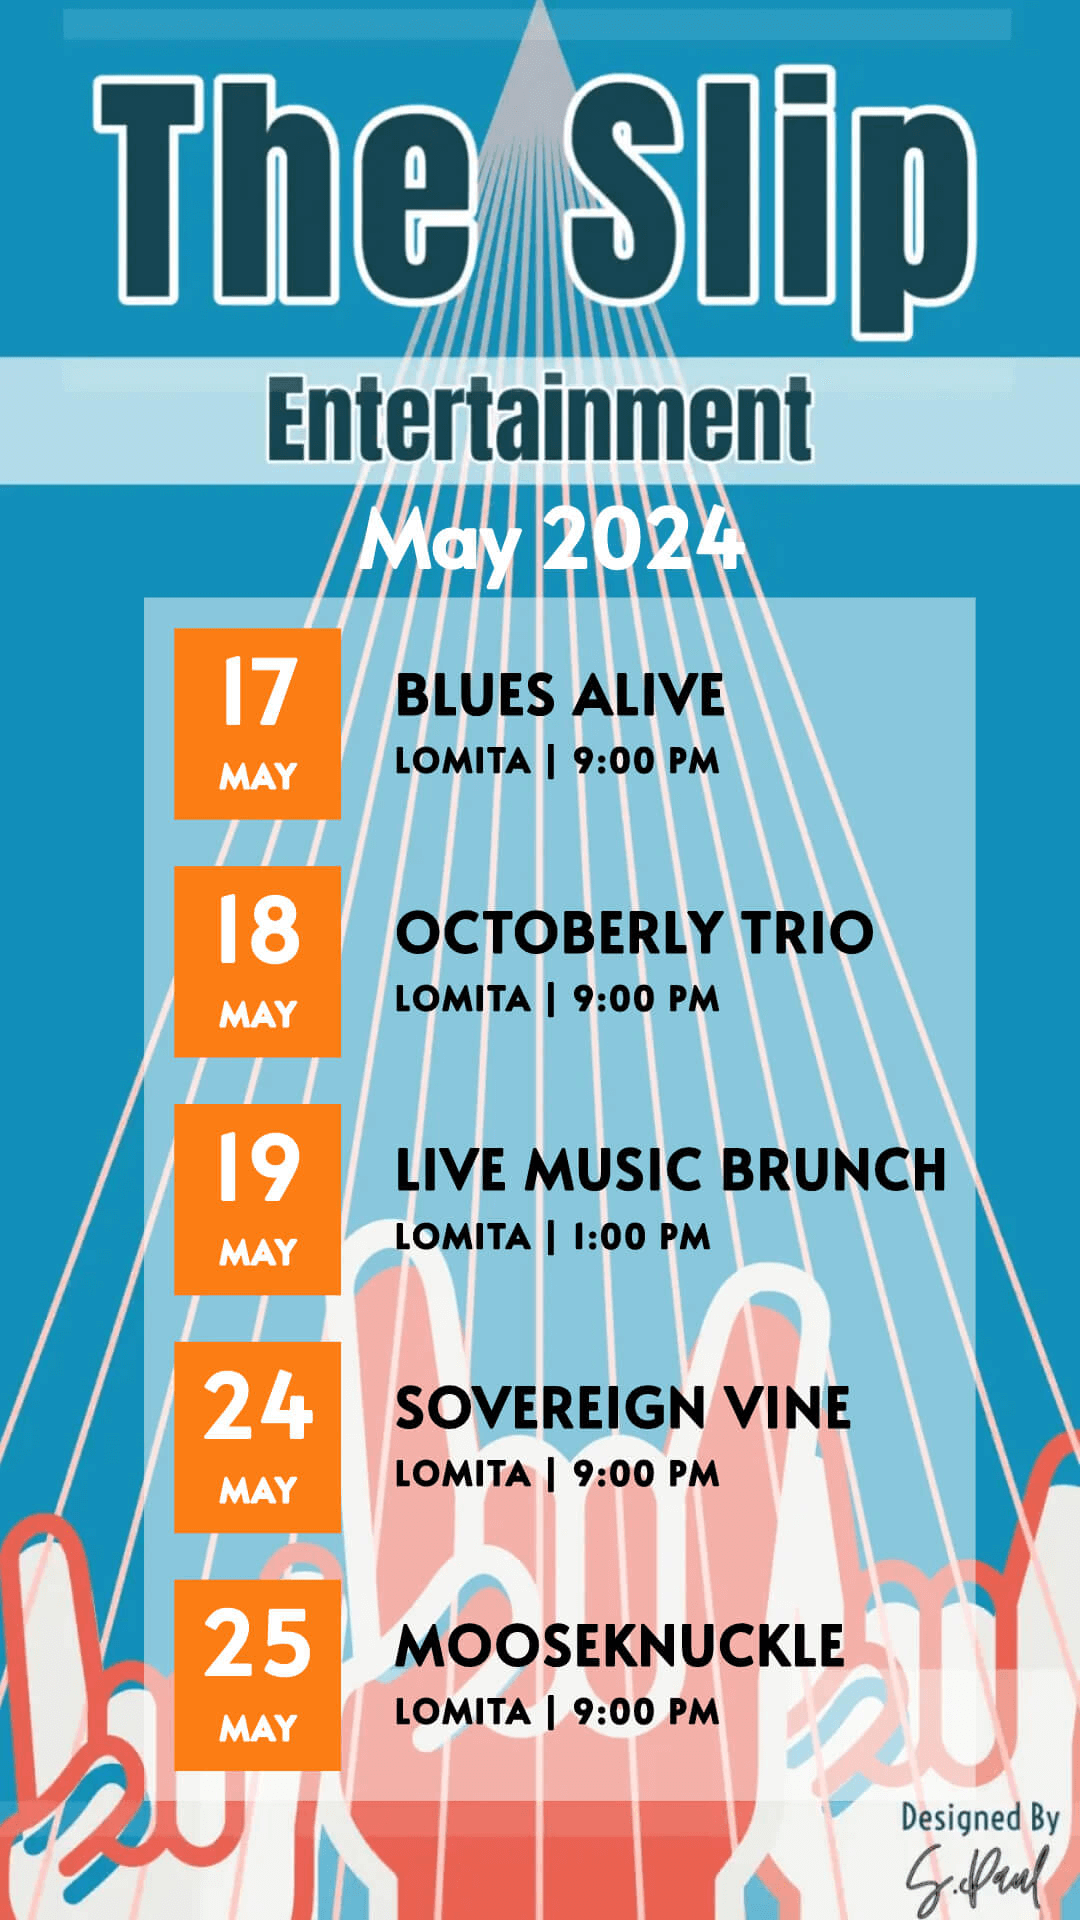 The Slip
Entertainment
May 2024
17
MAY
BLUES ALIVE
LOMITA | 9:00 PM
18
MAY
OCTOBERLY TRIO
LOMITA | 9:00 PM
19
MAY
LIVE MUSIC BRUNCH
LOMITA | 1:00 PM
24
MAY
SOVEREIGN VINE
LOMITA | 9:00 PM
25
MAY
MOOSEKNUCKLE
LOMITA | 9:00 PM
Designed By
S.Paul